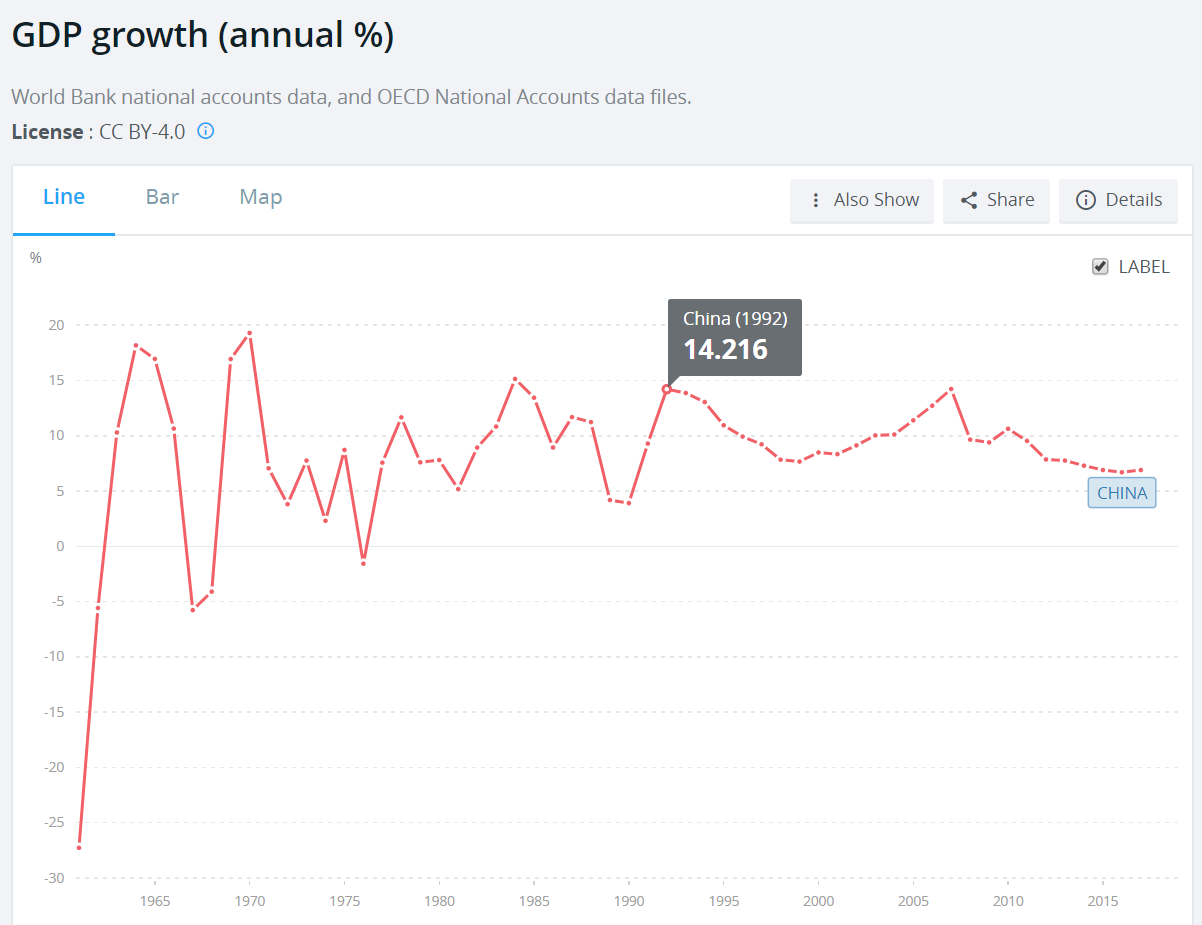 GDP growth (annual %)
World Bank national accounts data, and OECD National Accounts data files.
License : CC BY-4.0
Line Bar Map Also Show Share Details
%
LABEL
China (1992)
14.216
20
15
10
5
CHINA
0
-5
-10
-15
-20
-25
-30
1965 1970 1975 1980 1985 1990 1995 2000 2005 2010 2015